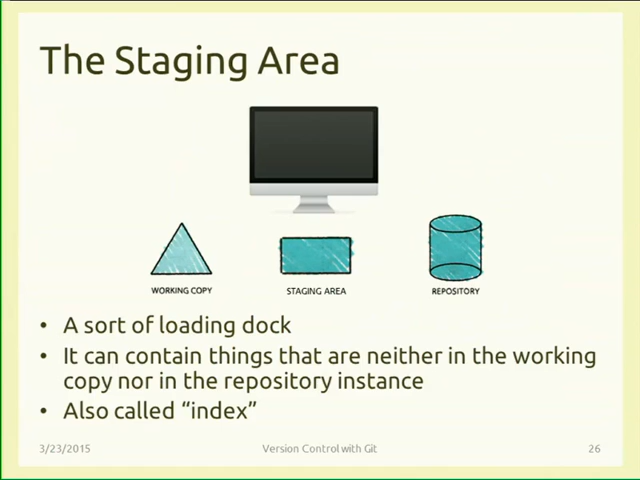 The Staging Area
WORKING COPY
STAGING AREA
REPOSITORY
• A sort of loading dock
• It can contain things that are neither in the working
copy nor in the repository instance
• Also called “index”
3/23/2015
Version Control with Git
26